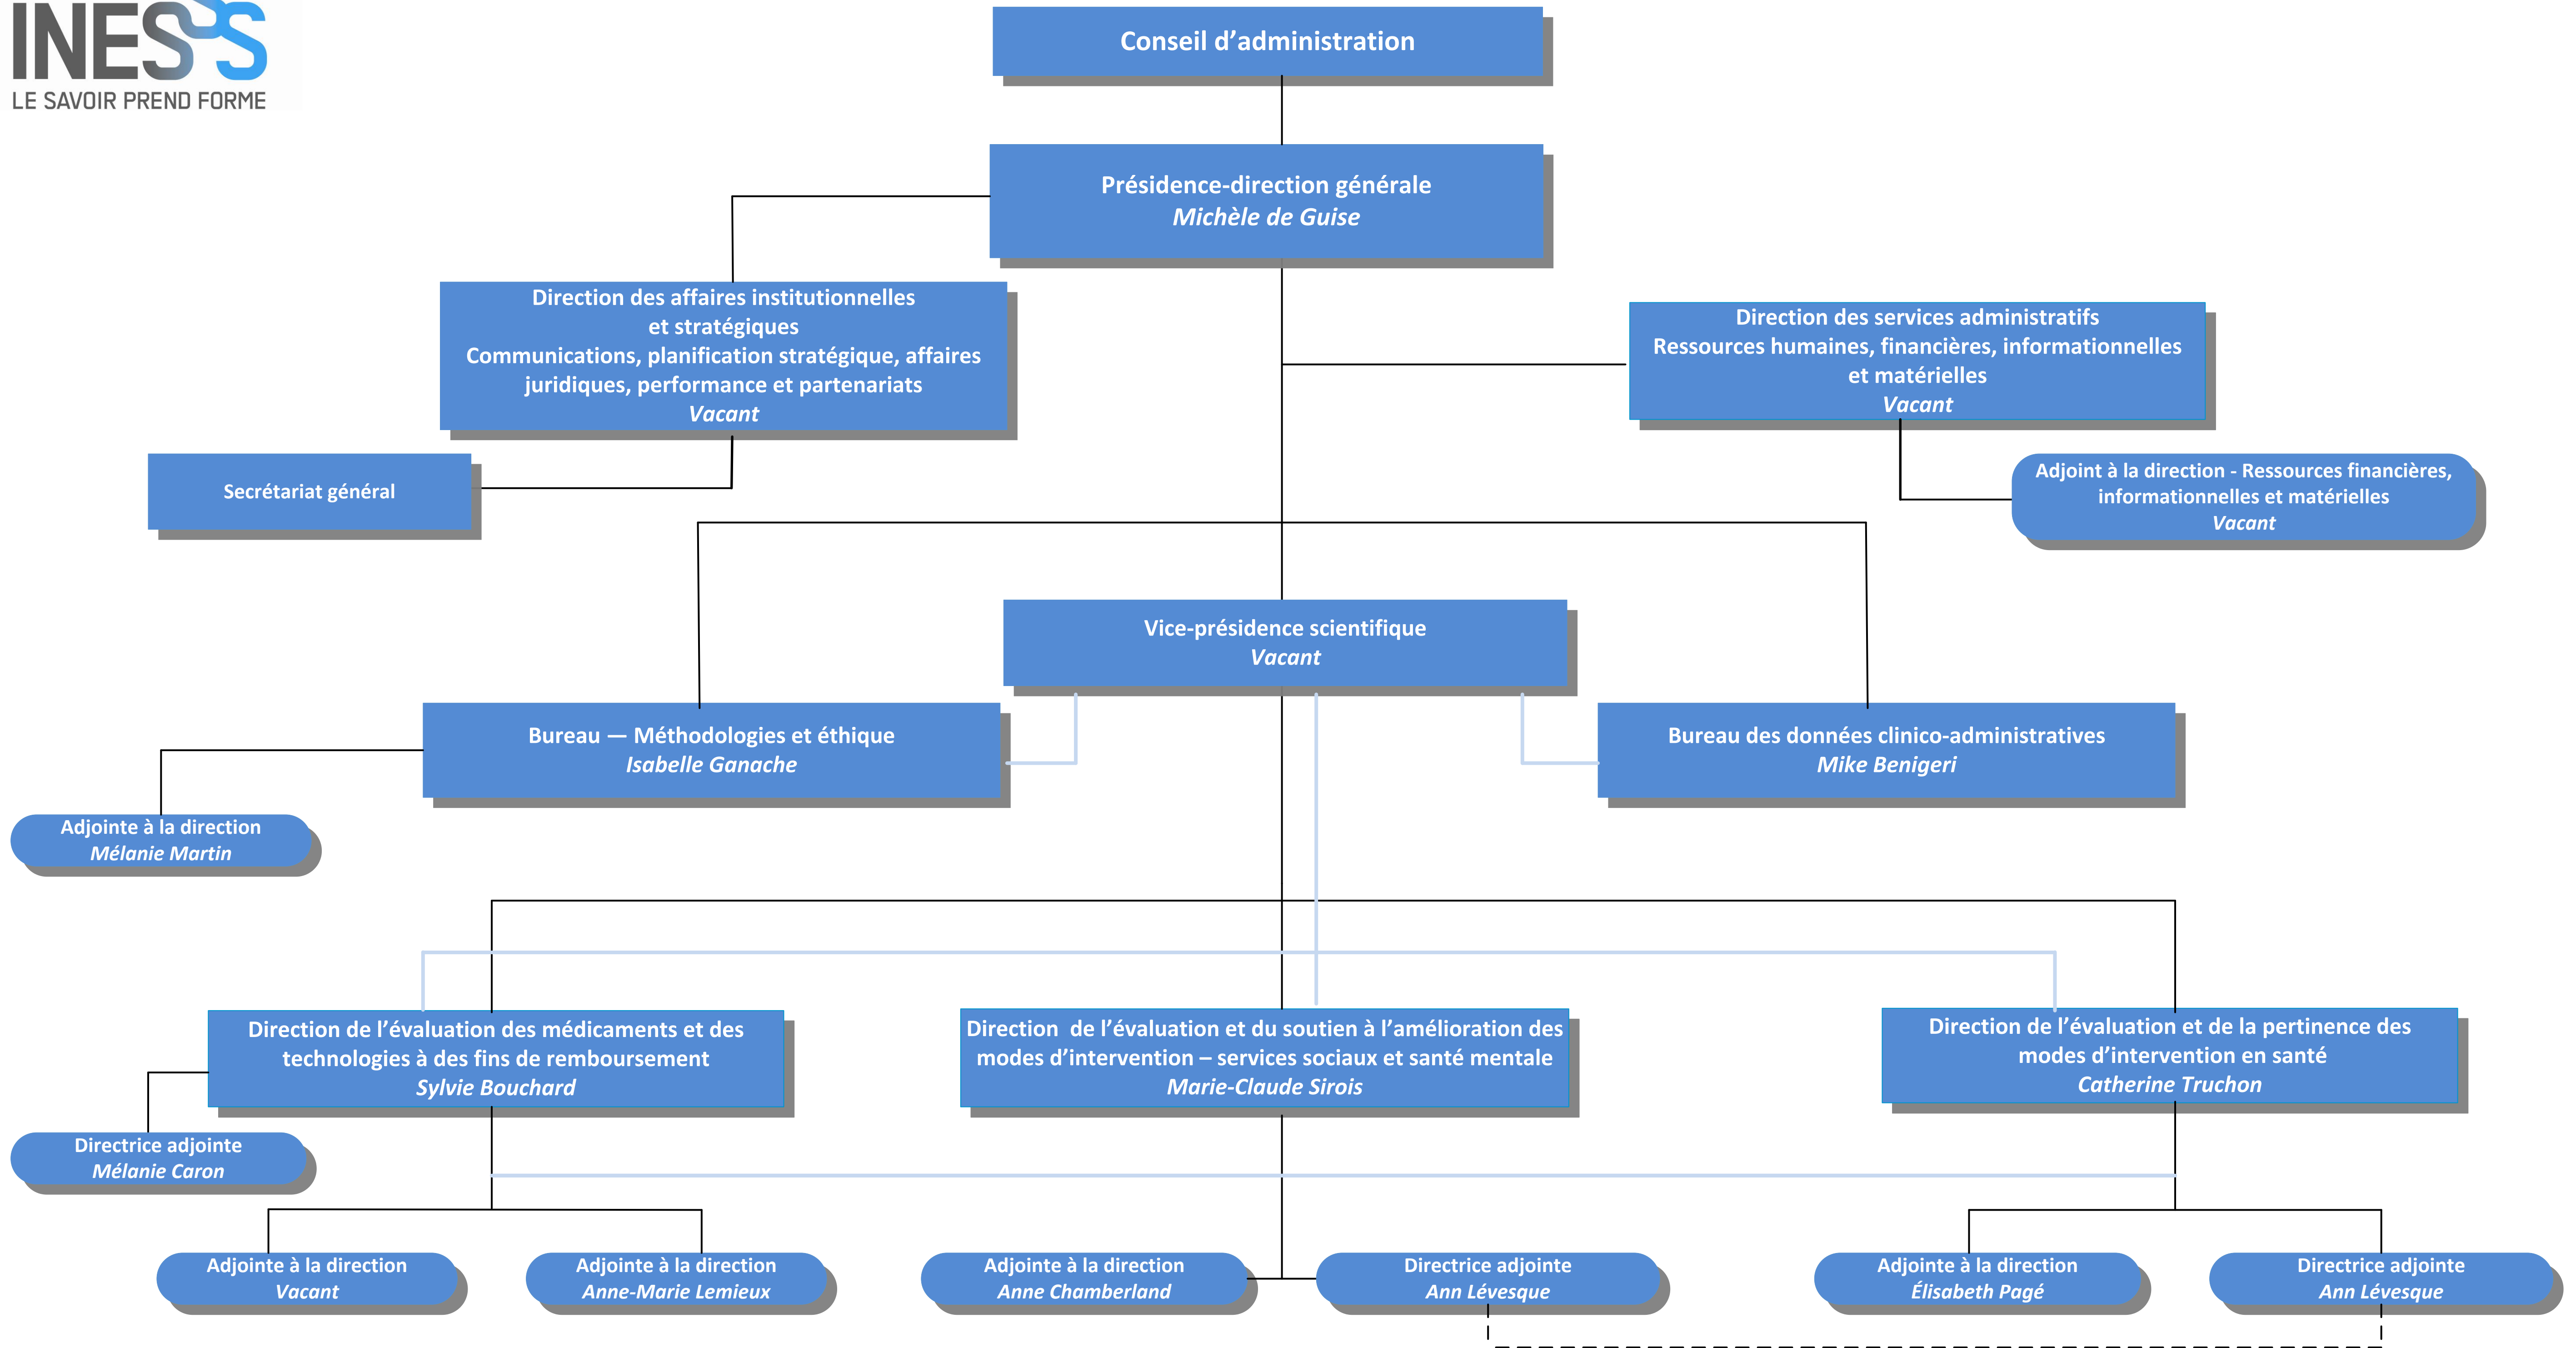 INESSS
LE SAVOIR PREND FORME
Conseil d’administration
Présidence-direction générale
Michèle de Guise
Direction des affaires institutionnelles
et stratégiques
Communications, planification stratégique, affaires
juridiques, performance et partenariats
Vacant
Direction des services administratifs
Ressources humaines, financières, informationnelles
et matérielles
Vacant
Secrétariat général
Adjoint à la direction - Ressources financières,
informationnelles et matérielles
Vacant
Vice-présidence scientifique
Vacant
Bureau — Méthodologies et éthique
Isabelle Ganache
Bureau des données clinico-administratives
Mike Benigeri
Adjointe à la direction
Mélanie Martin
Direction de l’évaluation des médicaments et des
technologies à des fins de remboursement
Sylvie Bouchard
Direction  de l’évaluation et du soutien à l’amélioration des
modes d’intervention – services sociaux et santé mentale
Marie-Claude Sirois
Direction de l’évaluation et de la pertinence des
modes d’intervention en santé
Catherine Truchon
Directrice adjointe
Mélanie Caron
Adjointe à la direction
Vacant
Adjointe à la direction
Anne-Marie Lemieux
Adjointe à la direction
Anne Chamberland
Directrice adjointe
Ann Lévesque
Adjointe à la direction
Élisabeth Pagé
Directrice adjointe
Ann Lévesque